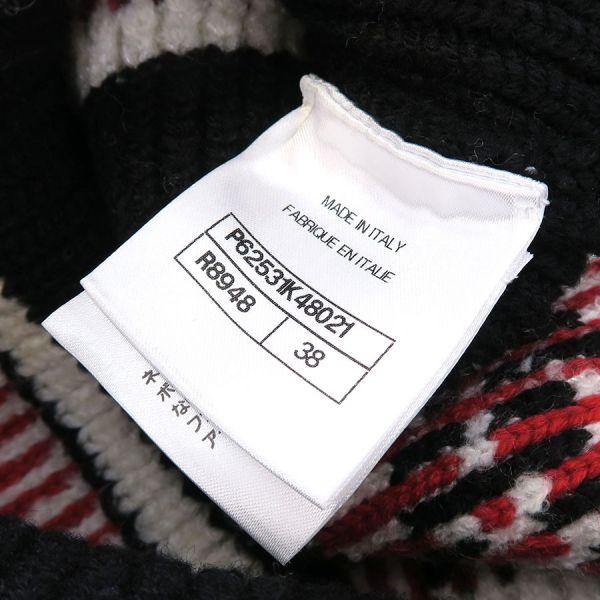 MADE IN ITALY
FABRIQUE EN ITALIE
P62531K48021
R8948 38